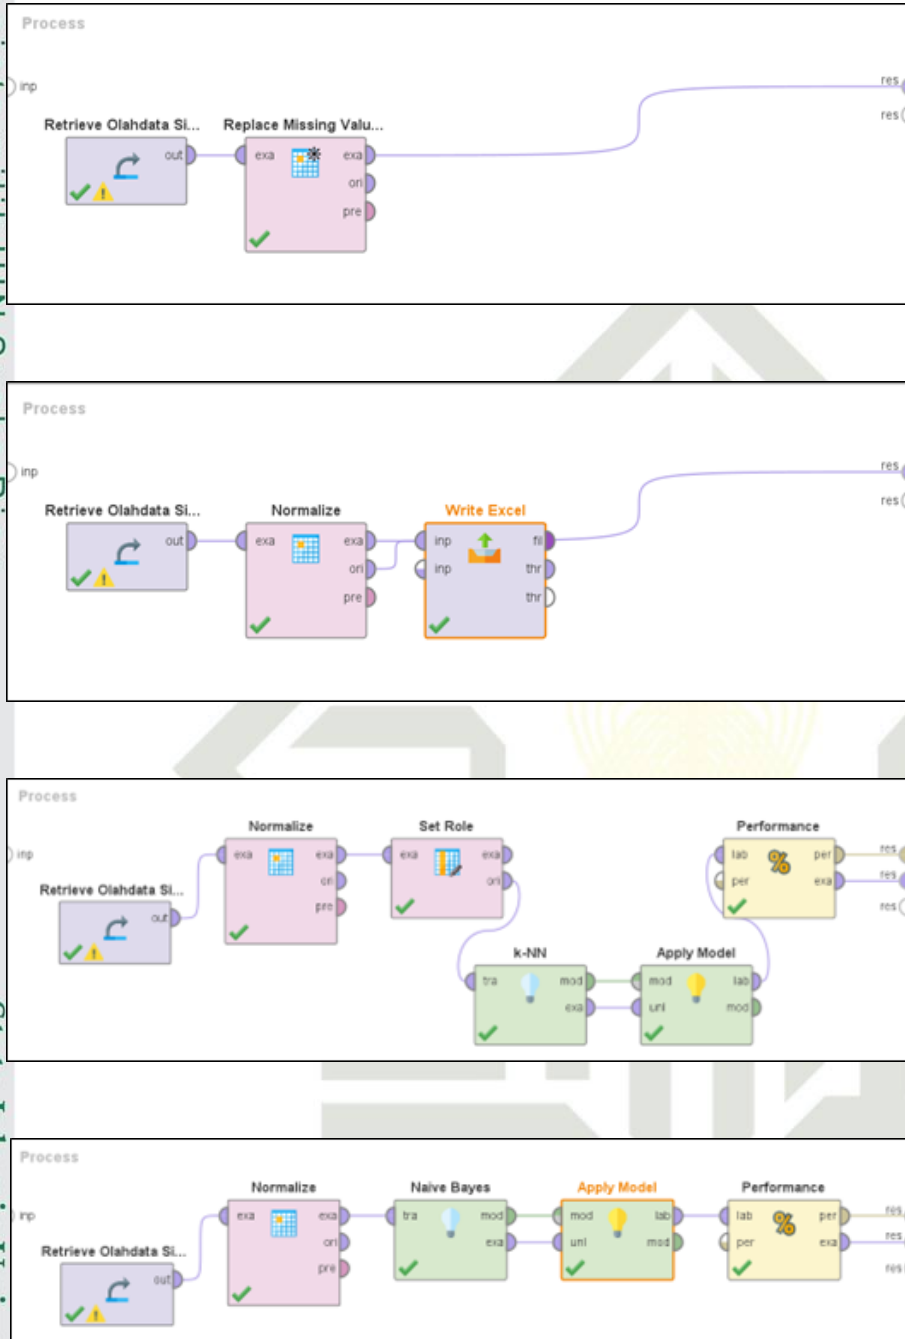 Process
inp
res
res
Retrieve Olahdata Si...
Replace Missing Valu...
out
exa
exa
ori
pre
Process
inp
res
res
Retrieve Olahdata Si...
Normalize
Write Excel
out
exa
exa
ori
pre
inp
inp
fil
thr
thr
Process
Normalize
Set Role
Performance
inp
exa
exa
ori
pre
exa
exa
ori
lab
per
per
exa
res
res
res
Retrieve Olahdata Si...
out
k-NN
Apply Model
tra
mod
exa
mod
unl
lab
mod
Process
Normalize
Naive Bayes
Apply Model
Performance
inp
exa
exa
ori
pre
tra
mod
exa
mod
unl
lab
mod
lab
per
per
exa
res
res
res
Retrieve Olahdata Si...
out